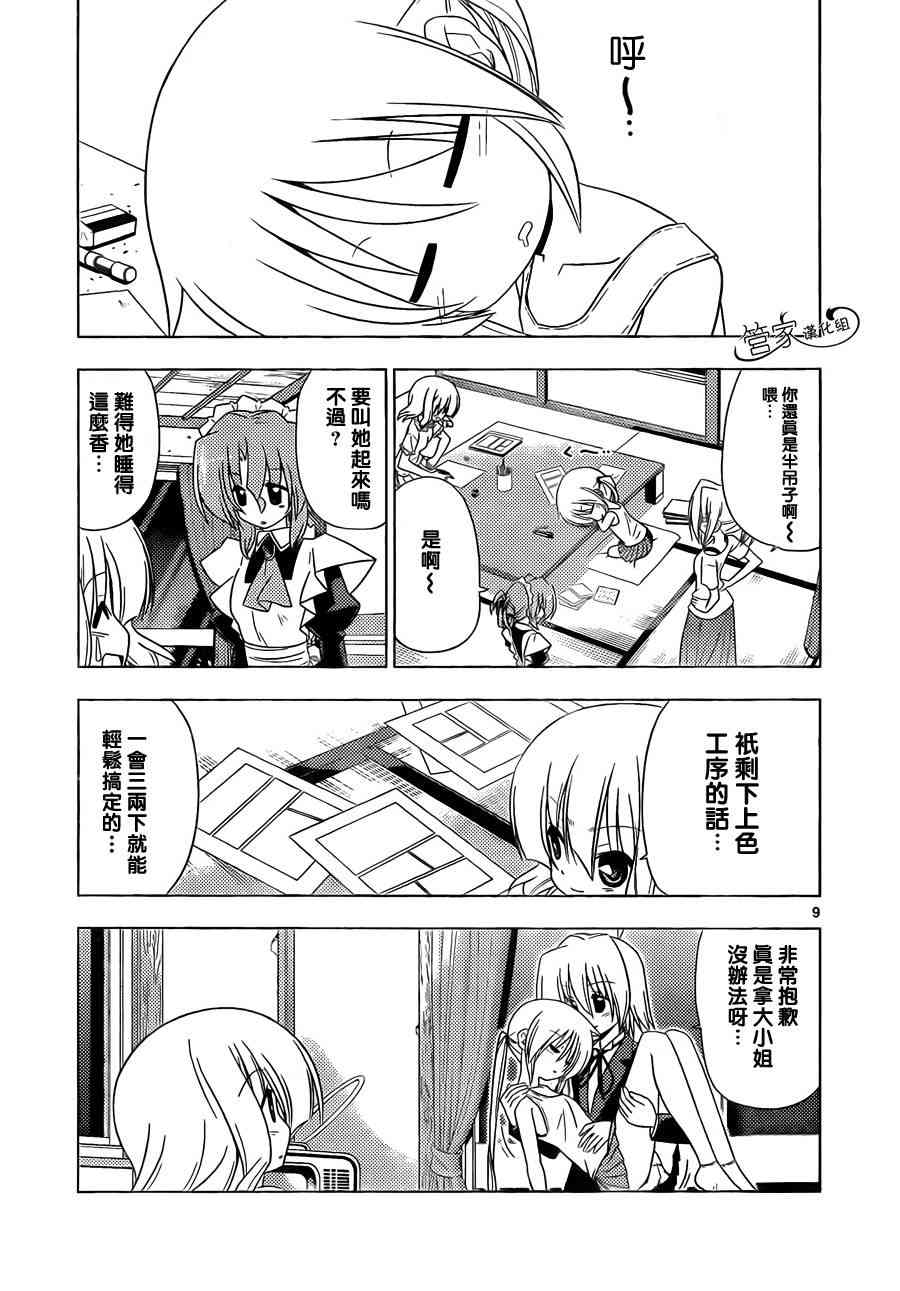 呼～…
管家漢化組
你還眞是半吊子啊～
喂…
是啊～
要叫她起來嗎
不過？
難得她睡得
這麼香…
く～…
衹剩下上色
工序的話…
一會三兩下就能
輕鬆搞定的…
9
非常抱歉
眞是拿大小姐
沒辦法呀…